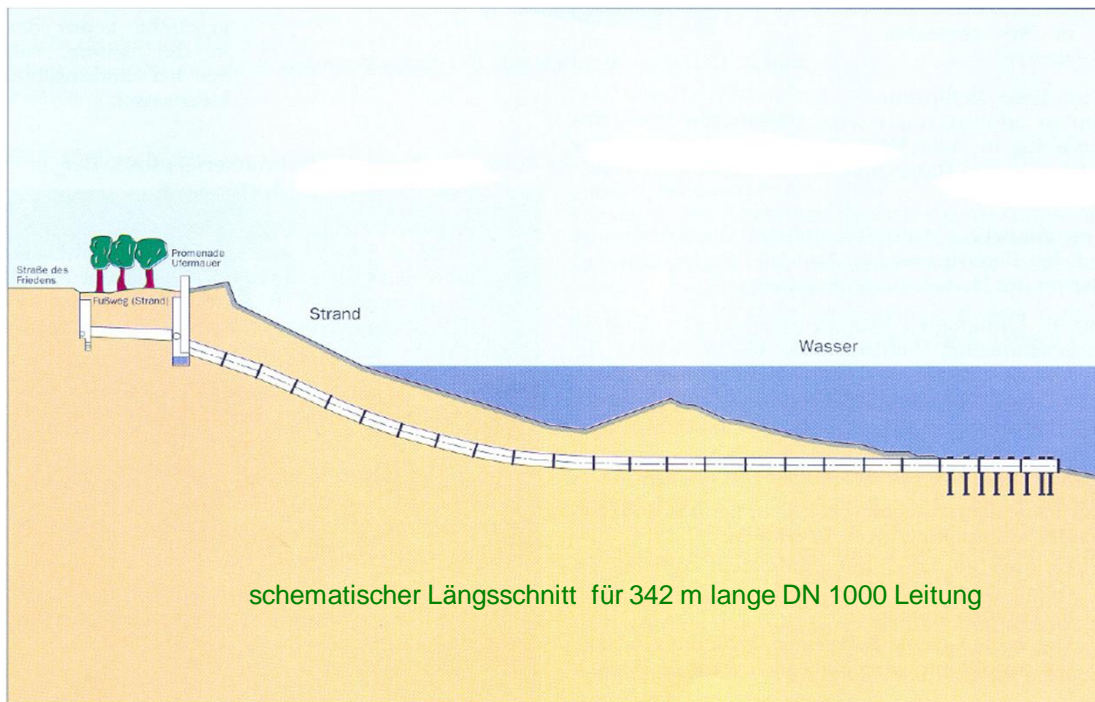 Straße des
Friedens
Promenade
Ufermauer
Fußweg (Strand)
Strand
Wasser
schematischer Längsschnitt für 342 m lange DN 1000 Leitung